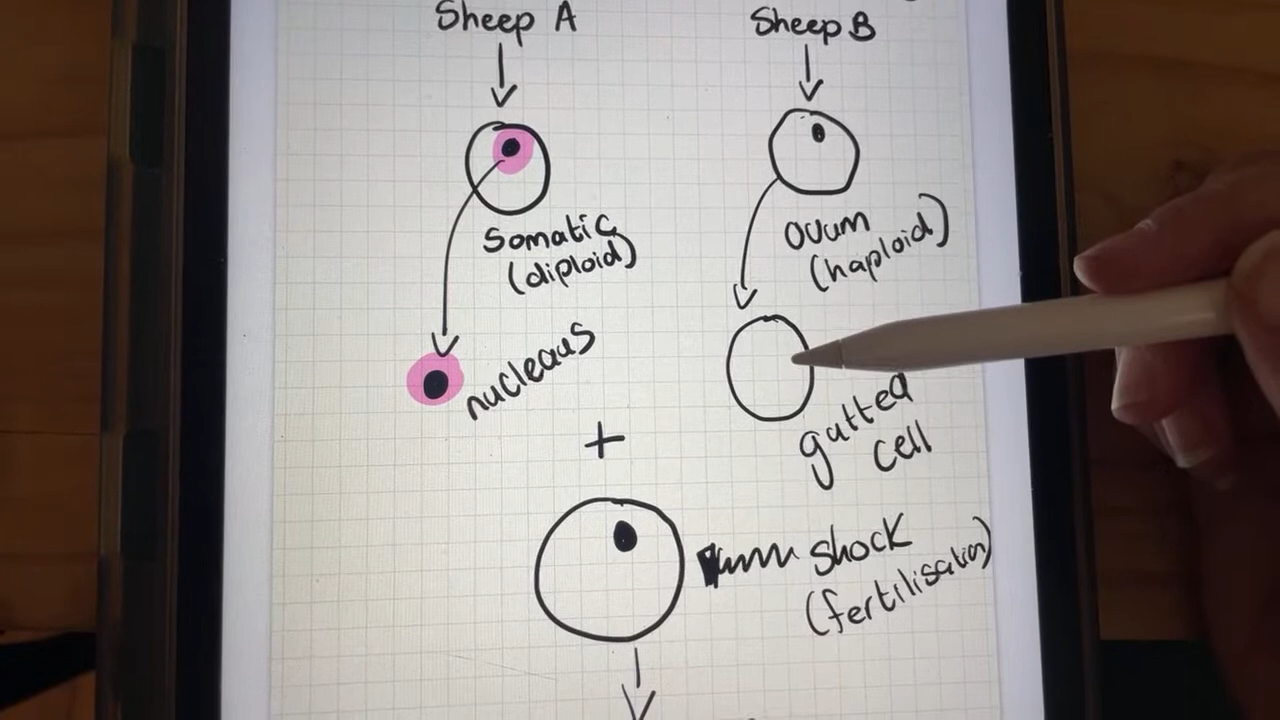 Sheep A
Sheep B
Somatic
(diploid)
Ovum
(haploid)
nucleaus
+
gutted
cell
shock
(fertilisation)